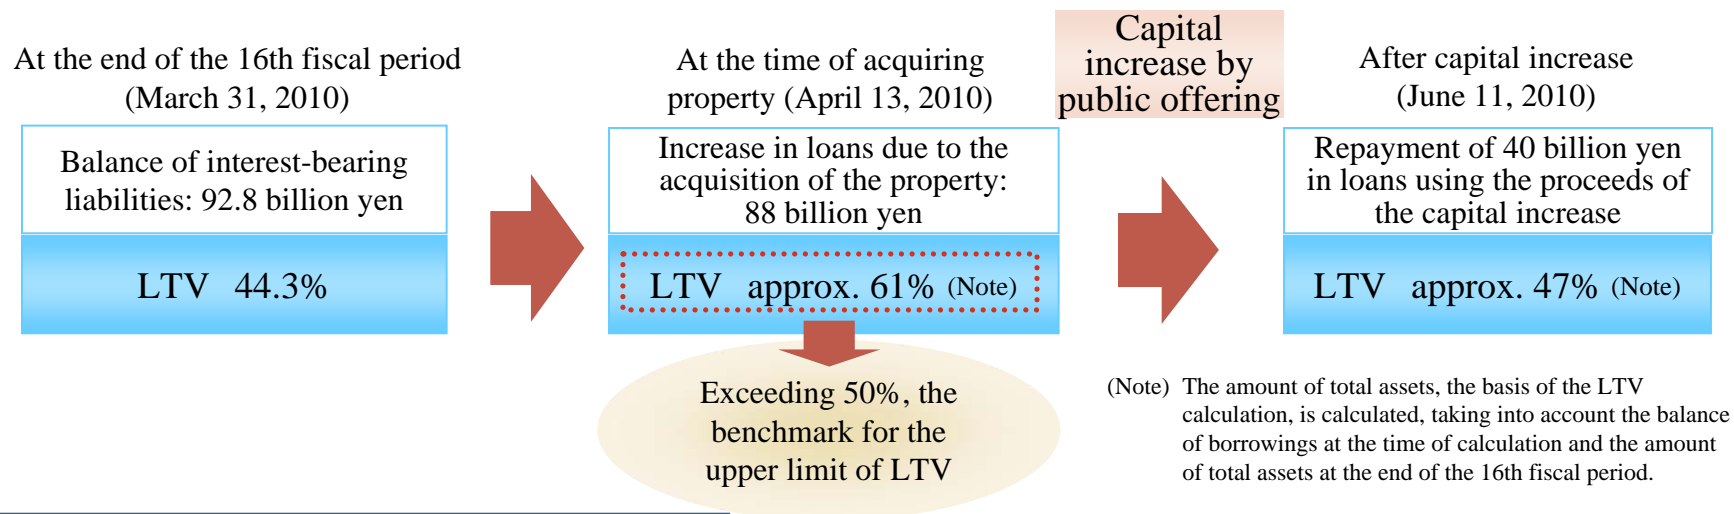 At the end of the 16th fiscal period
(March 31, 2010)
Balance of interest-bearing
liabilities: 92.8 billion yen
LTV 44.3%
At the time of acquiring
property (April 13, 2010)
Increase in loans due to the
acquisition of the property:
88 billion yen
LTV approx. 61% (Note)
Exceeding 50%, the
benchmark for the
upper limit of LTV
Capital
increase by
public offering
After capital increase
(June 11, 2010)
Repayment of 40 billion yen
in loans using the proceeds of
the capital increase
LTV approx. 47% (Note)
(Note) The amount of total assets, the basis of the LTV
calculation, is calculated, taking into account the balance
of borrowings at the time of calculation and the amount
of total assets at the end of the 16th fiscal period.